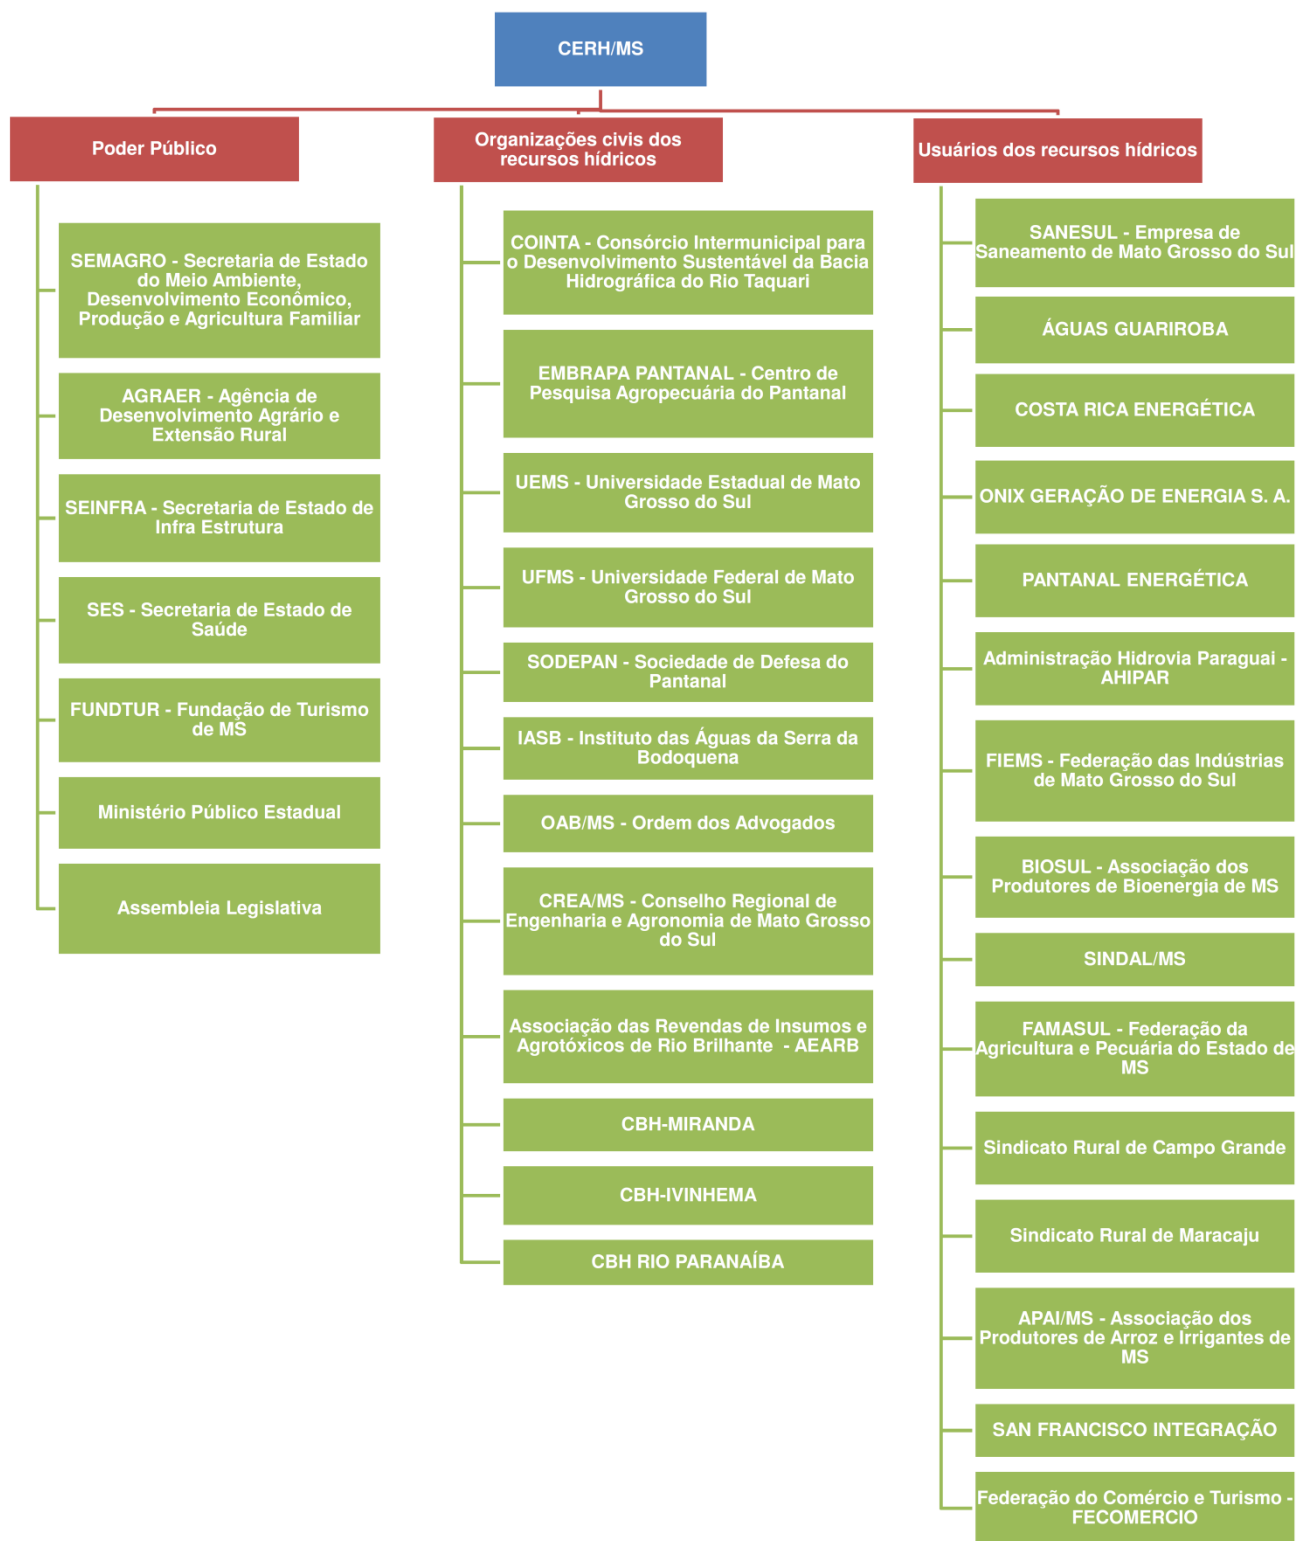 CERH/MS
Poder Público
SEMAGRO - Secretaria de Estado
do Meio Ambiente,
Desenvolvimento Econômico,
Produção e Agricultura Familiar
AGRAER - Agência de
Desenvolvimento Agrário e
Extensão Rural
SEINFRA - Secretaria de Estado de
Infra Estrutura
SES - Secretaria de Estado de
Saúde
FUNDTUR - Fundação de Turismo
de MS
Ministério Público Estadual
Assembleia Legislativa
Organizações civis dos
recursos hídricos
COINTA - Consórcio Intermunicipal para
o Desenvolvimento Sustentável da Bacia
Hidrográfica do Rio Taquari
EMBRAPA PANTANAL - Centro de
Pesquisa Agropecuária do Pantanal
UEMS - Universidade Estadual de Mato
Grosso do Sul
UFMS - Universidade Federal de Mato
Grosso do Sul
SODEPAN - Sociedade de Defesa do
Pantanal
IASB - Instituto das Águas da Serra da
Bodoquena
OAB/MS - Ordem dos Advogados
CREA/MS - Conselho Regional de
Engenharia e Agronomia de Mato Grosso
do Sul
Associação das Revendas de Insumos e
Agrotóxicos de Rio Brilhante - AEARB
CBH-MIRANDA
CBH-IVINHEMA
CBH RIO PARANAÍBA
Usuários dos recursos hídricos
SANESUL - Empresa de
Saneamento de Mato Grosso do Sul
ÁGUAS GUARIROBA
COSTA RICA ENERGÉTICA
ONIX GERAÇÃO DE ENERGIA S. A.
PANTANAL ENERGÉTICA
Administração Hidrovia Paraguai -
AHIPAR
FIEMS - Federação das Indústrias
de Mato Grosso do Sul
BIOSUL - Associação dos
Produtores de Bioenergia de MS
SINDAL/MS
FAMASUL - Federação da
Agricultura e Pecuária do Estado de
MS
Sindicato Rural de Campo Grande
Sindicato Rural de Maracaju
APAI/MS - Associação dos
Produtores de Arroz e Irrigantes de
MS
SAN FRANCISCO INTEGRAÇÃO
Federação do Comércio e Turismo -
FECOMERCIO